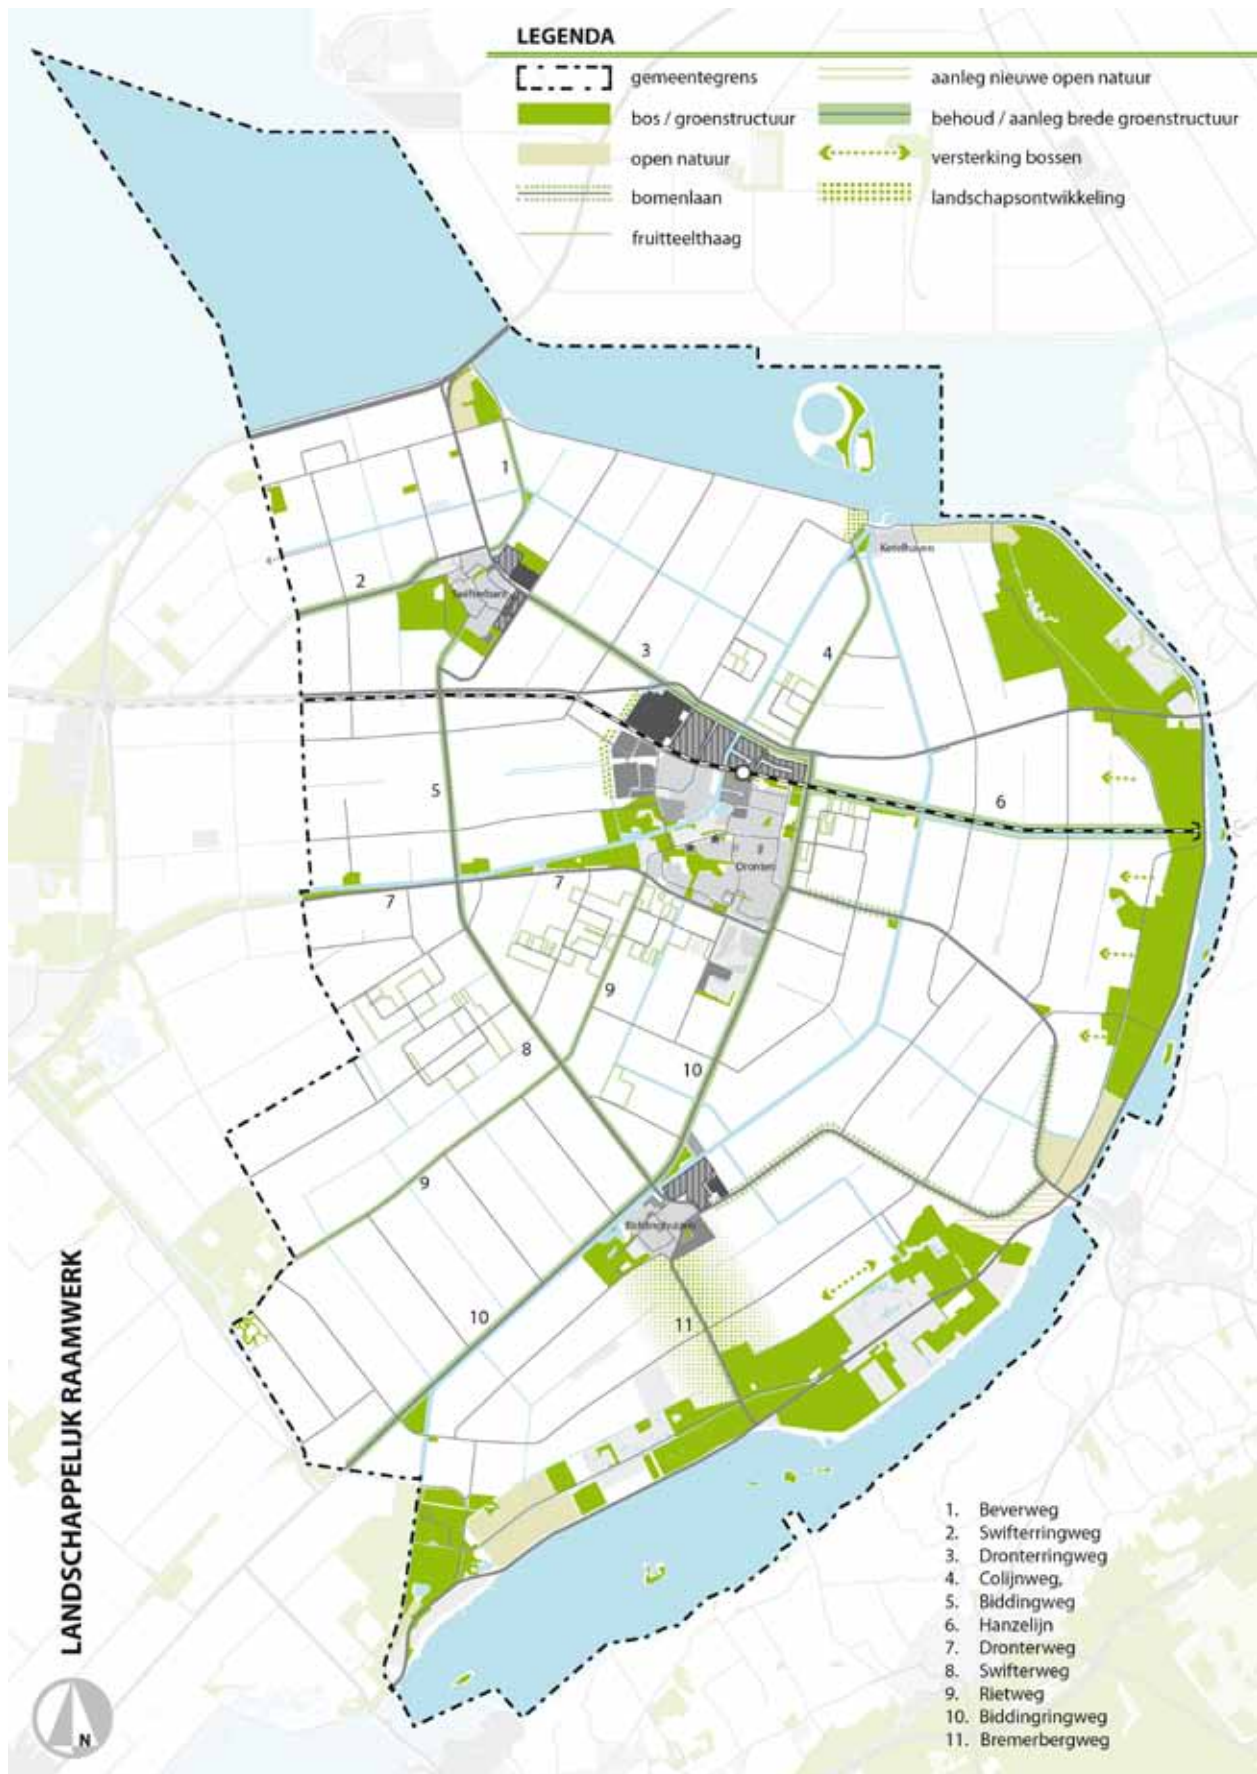 LEGENDA
gemeentegrens
bos / groenstructuur
open natuur
bomenlaan
fruitteelthaag
aanleg nieuwe open natuur
behoud / aanleg brede groenstructuur
versterking bossen
landschapsontwikkeling
1
Ketelhaven
2
Swifterbant
3
4
5
6
Dronten
7
7
9
8
10
9
Biddinghuizen
10
11
LANDSCHAPPELIJK RAAMWERK
N
1. Beverweg
2. Swifterringweg
3. Dronterringweg
4. Colijnweg,
5. Biddingweg
6. Hanzelijn
7. Dronterweg
8. Swifterweg
9. Rietweg
10. Biddingringweg
11. Bremerbergweg